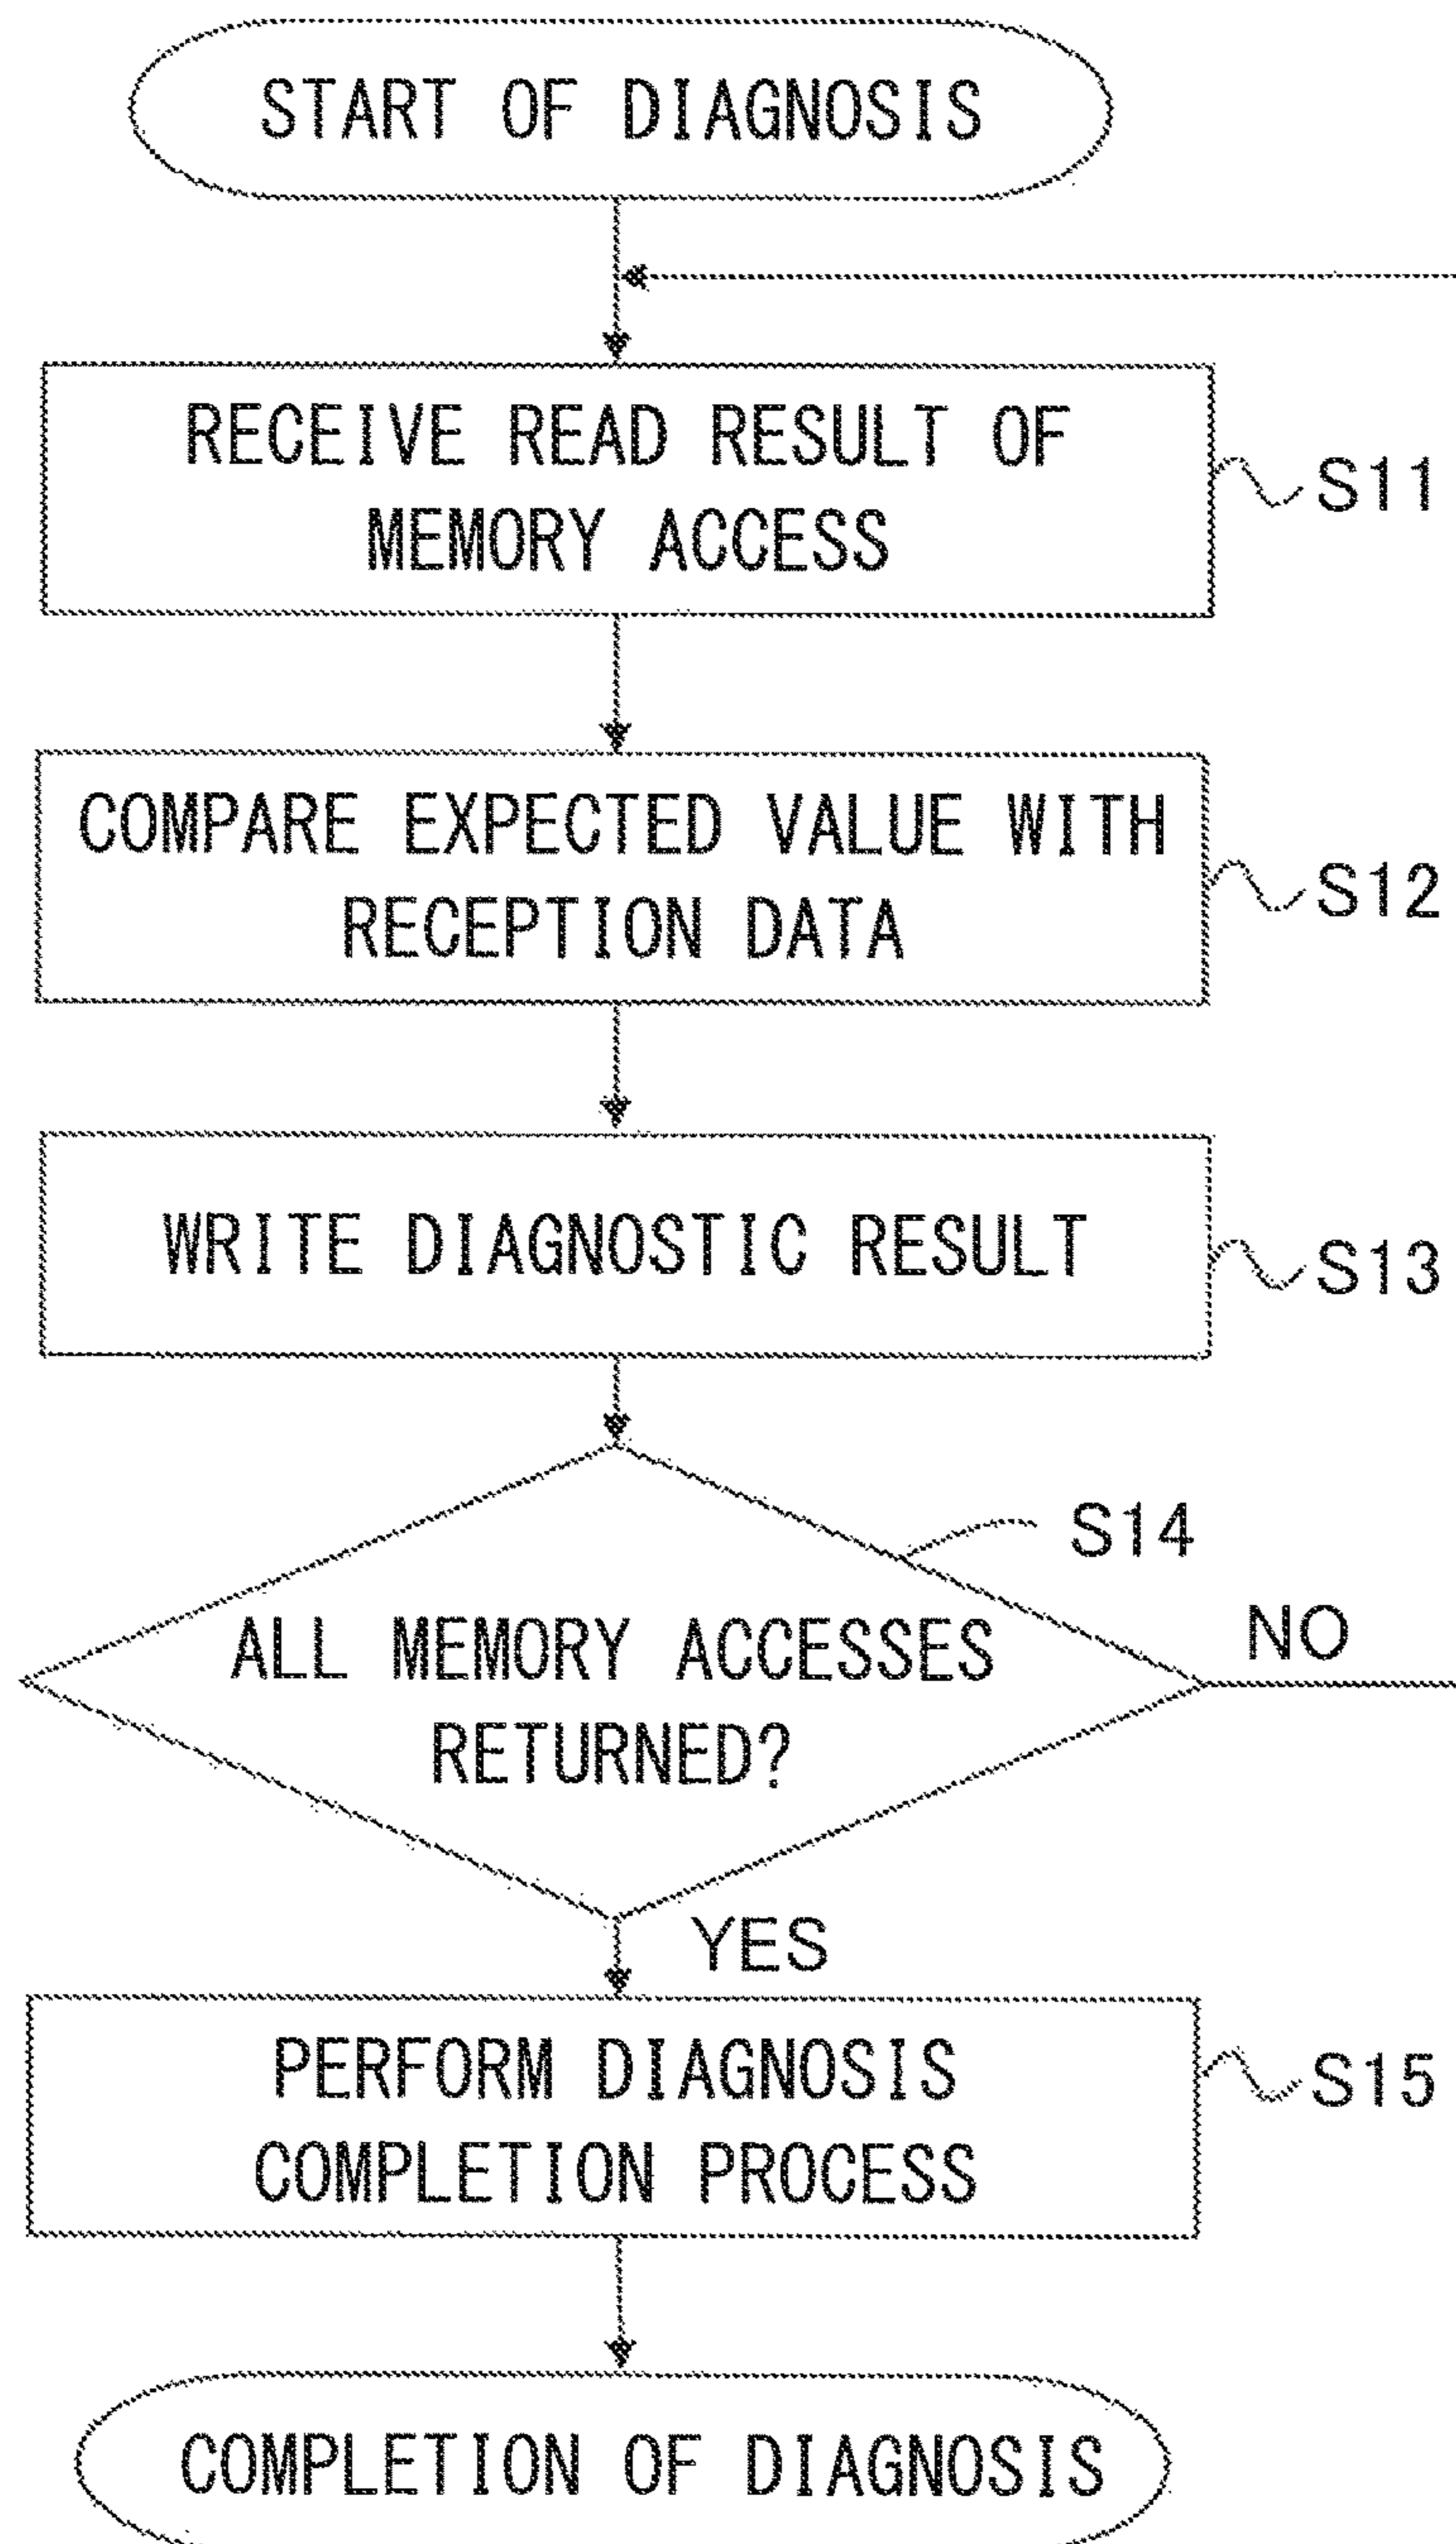 START OF DIAGNOSIS
RECEIVE READ RESULT OF
MEMORY ACCESS
S11
COMPARE EXPECTED VALUE WITH
RECEPTION DATA
S12
WRITE DIAGNOSTIC RESULT
S13
S14
ALL MEMORY ACCESSES
RETURNED?
NO
YES
PERFORM DIAGNOSIS
COMPLETION PROCESS
S15
COMPLETION OF DIAGNOSIS